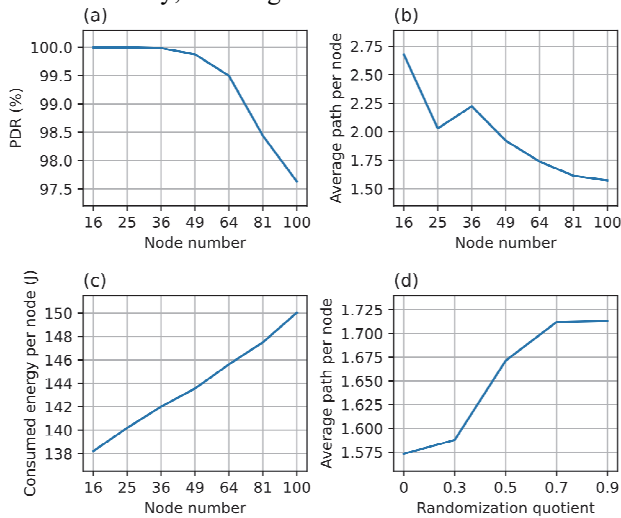 (a)
PDR (%)
100.0
99.5
99.0
98.5
98.0
97.5
16 25 36 49 64 81 100
Node number
(b)
Average path per node
2.75
2.50
2.25
2.00
1.75
1.50
16 25 36 49 64 81 100
Node number
(c)
Consumed energy per node (J)
150
148
146
144
142
140
138
16 25 36 49 64 81 100
Node number
(d)
Average path per node
1.725
1.700
1.675
1.650
1.625
1.600
1.575
0 0.3 0.5 0.7 0.9
Randomization quotient